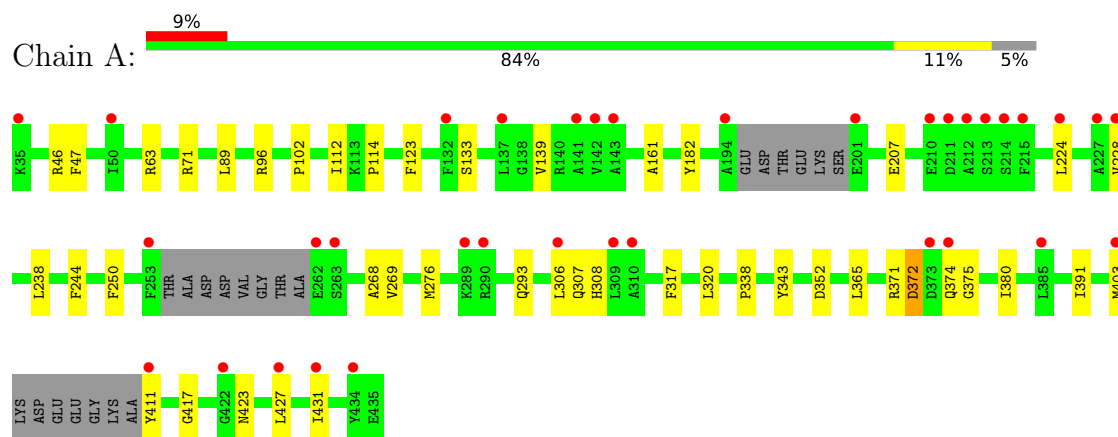 9%
Chain A:
84% 11% 5%
K35 R46 F47 I50 R63 R71 L89 R96 P102 I112 K113 P114 F123 F132 S133 L137 G138 V139 R140 A141 V142 A143 A161 Y182 A194 GLU ASP THR GLU LYS SER E201 E207 E210 D211 A212 S213 S214 F215 L224 A227 V228
L238 F244 F250 F253 THR ALA ASP ASP VAL GLY THR ALA E262 S263 A268 V269 M276 K289 R290 Q293 L306 Q307 H308 L309 A310 F317 L320 P338 Y343 D352 L365 R371 D372 D373 Q374 G375 I380 L385 I391 M403
LYS ASP GLU GLU GLY LYS ALA Y411 G417 G422 N423 L427 I431 Y434 E435